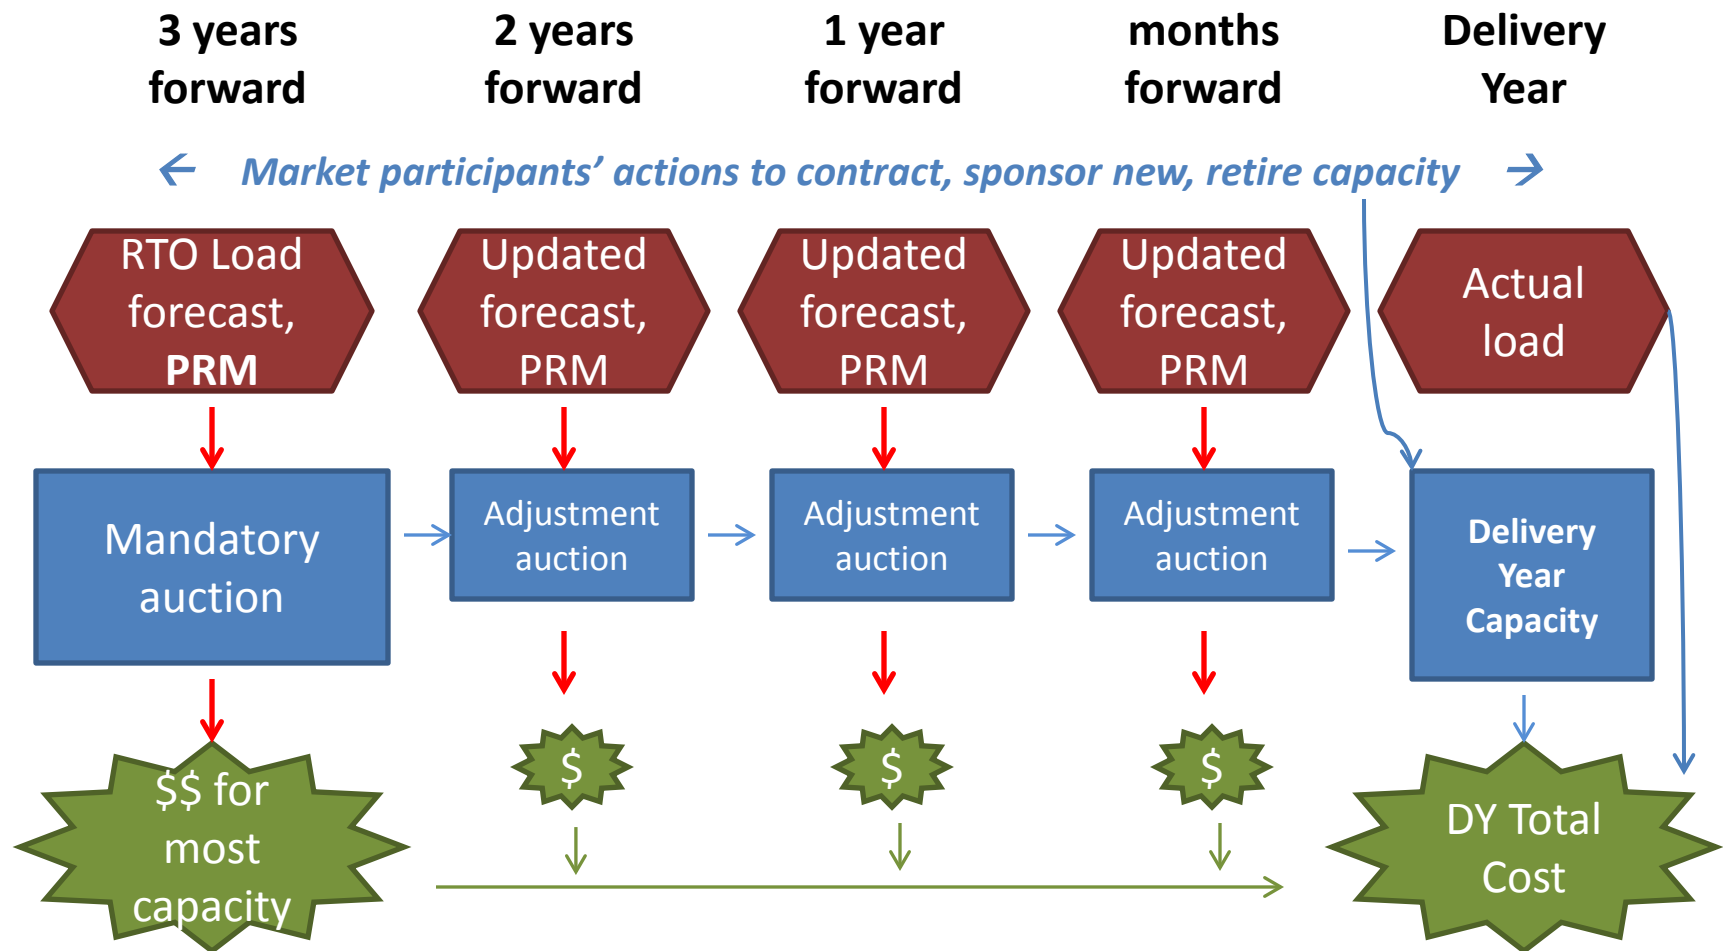 3 years
forward
2 years
forward
1 year
forward
months
forward
Delivery
Year
← Market participants’ actions to contract, sponsor new, retire capacity →
RTO Load
forecast,
PRM
Updated
forecast,
PRM
Updated
forecast,
PRM
Updated
forecast,
PRM
Actual
load
Mandatory
auction
Adjustment
auction
Adjustment
auction
Adjustment
auction
Delivery
Year
Capacity
$$ for
most
capacity
$
$
$
DY Total
Cost